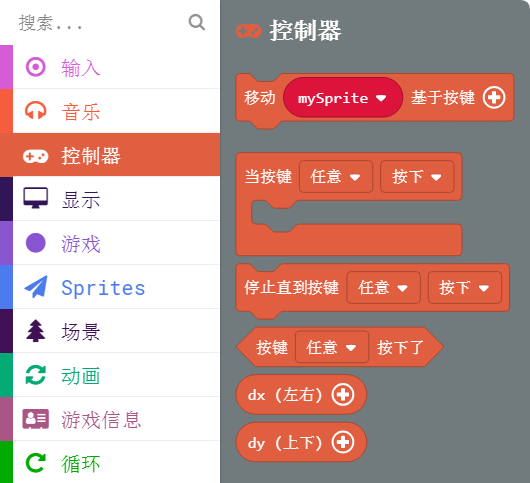 搜索...
输入
音乐
控制器
显示
游戏
Sprites
场景
动画
游戏信息
循环
控制器
移动 mySprite 基于按键
当按键 任意 按下
停止直到按键 任意 按下
按键 任意 按下了
dx (左右)
dy (上下)